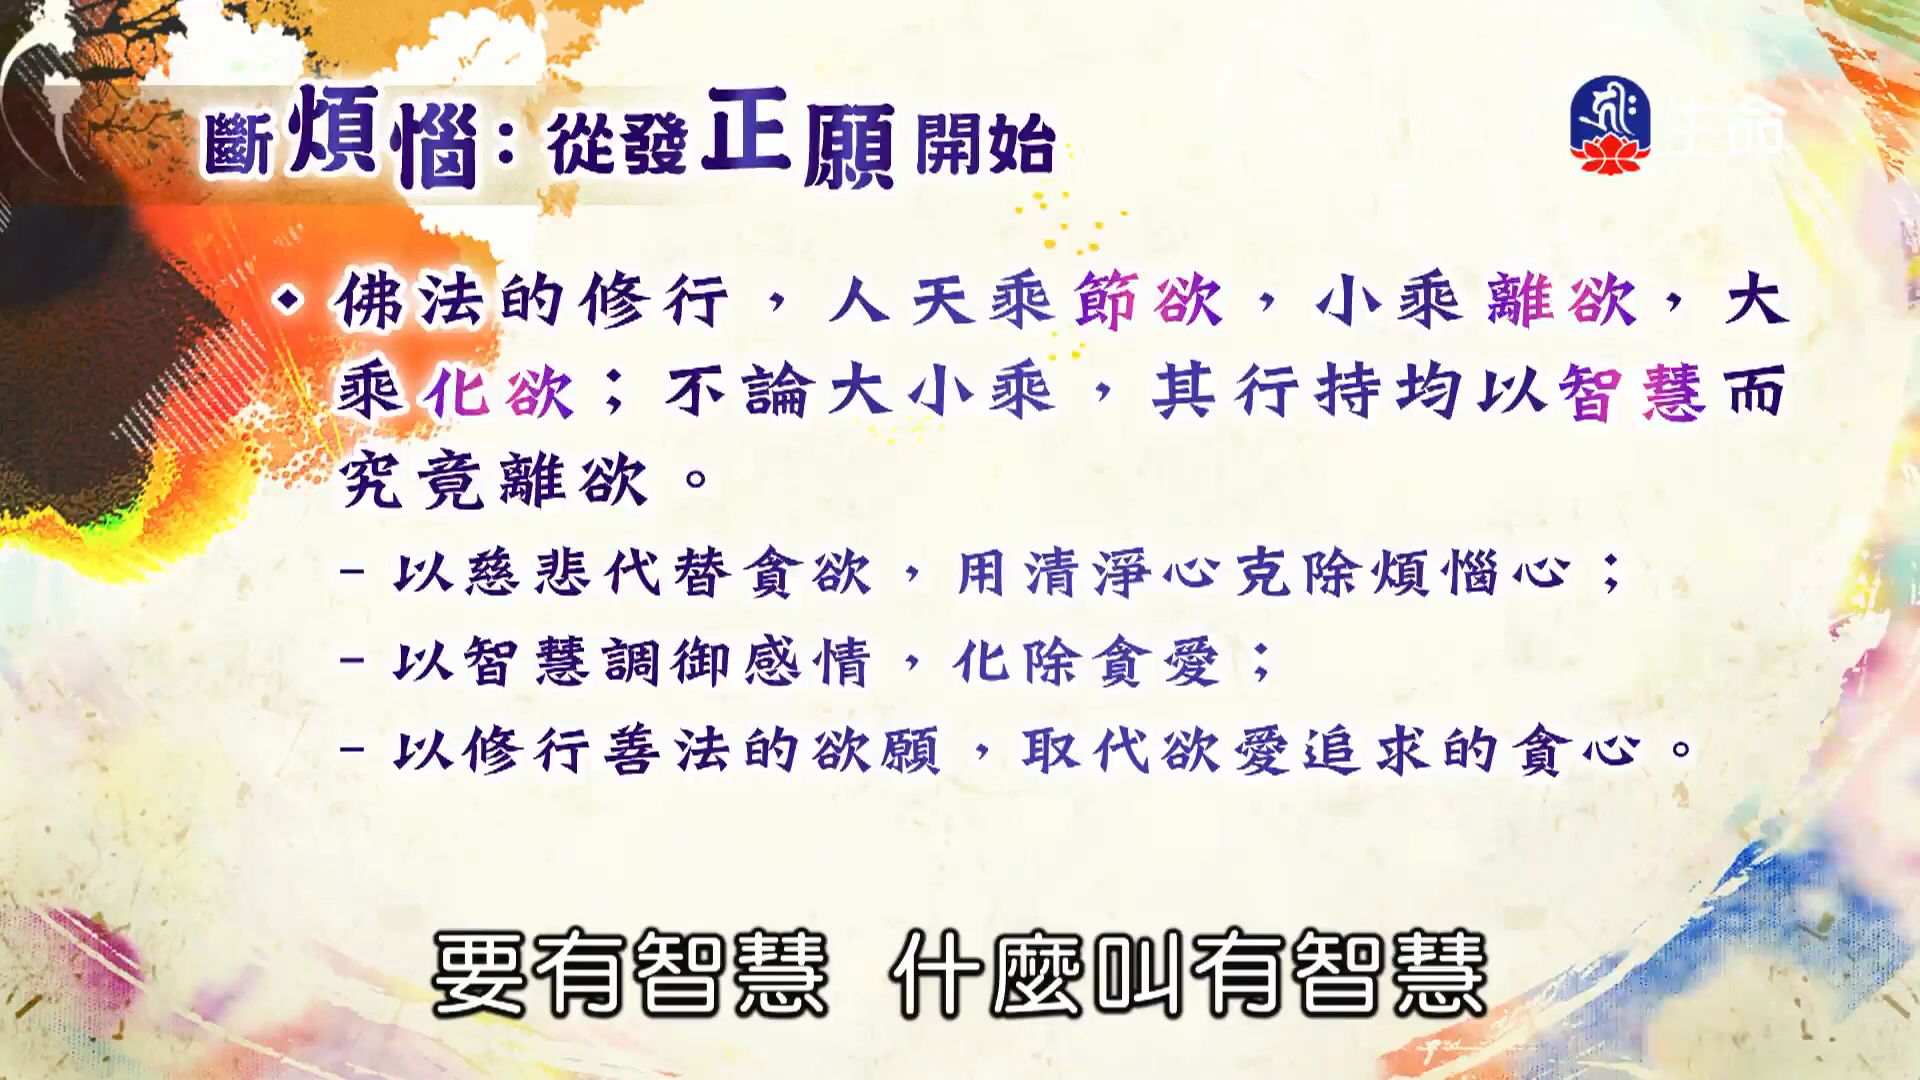 斷煩惱：從發正願開始
生命
◆佛法的修行，人天乘節欲，小乘離欲，大
乘化欲；不論大小乘，其行持均以智慧而
究竟離欲。
–以慈悲代替貪欲，用清淨心克除煩惱心；
–以智慧調御感情，化除貪愛；
–以修行善法的欲願，取代欲愛追求的貪心。
要有智慧 什麼叫有智慧